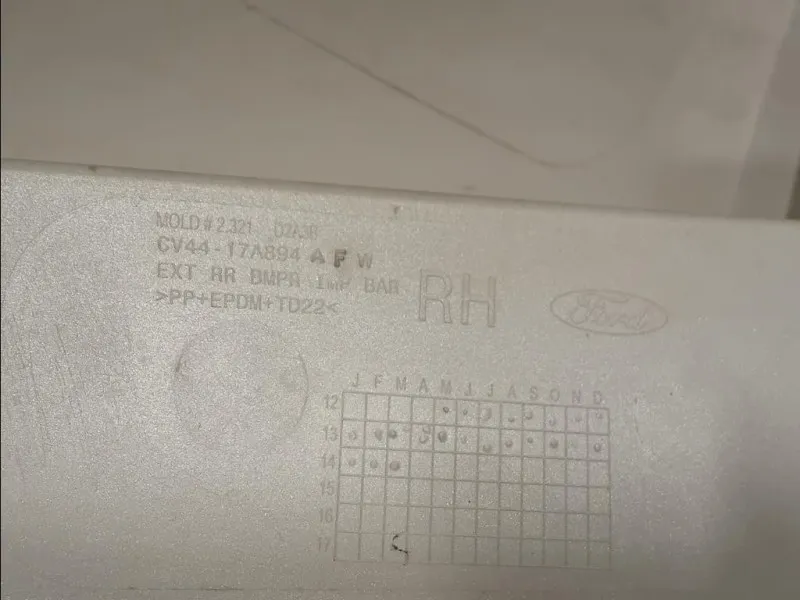 MOLD # 2.321 D2A3B
CV44-17A894 A F W
EXT RR BMPR BAR
>PP+EPDM+TD22<
RH
Ford
J F M A M J J A S O N D
12
13
14
15
16
17